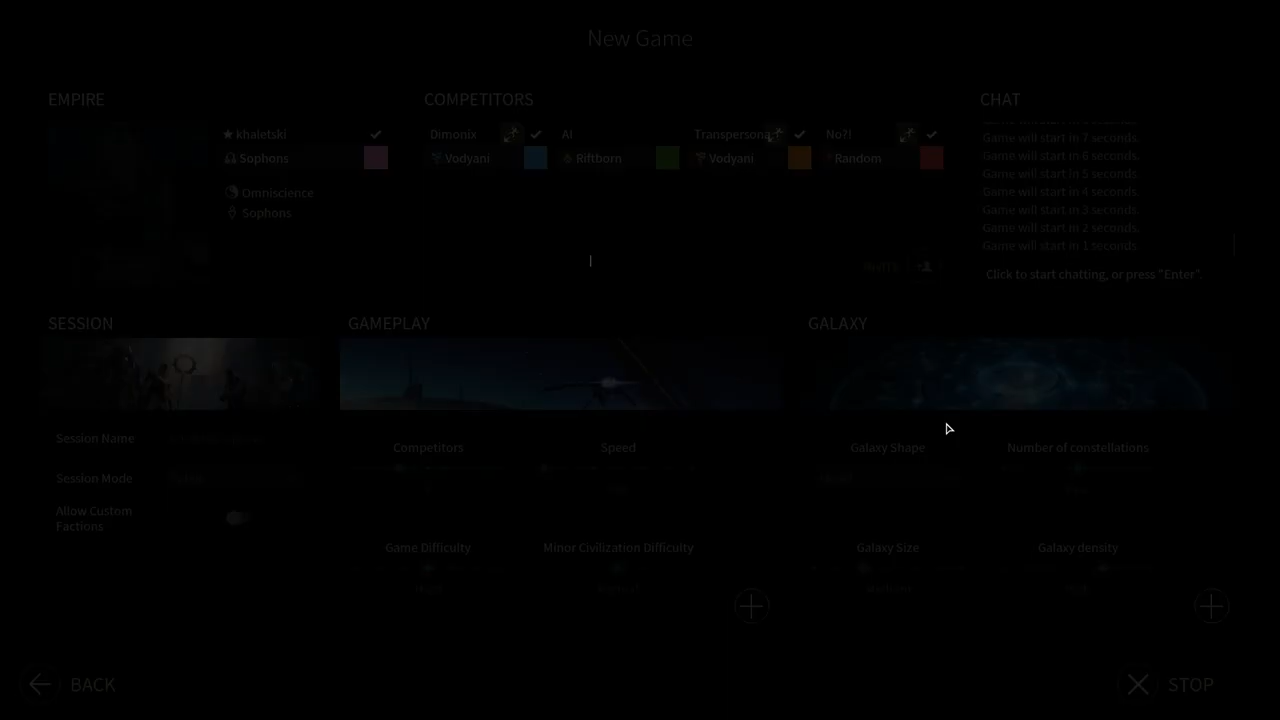 New Game
EMPIRE
khaletski
Sophons
Omniscience
Sophons
COMPETITORS
Dimonix
Vodyani
AI
Riftborn
Transpersona
Vodyani
No?!
Random
INVITE
CHAT
Game will start in 7 seconds.
Game will start in 6 seconds.
Game will start in 5 seconds.
Game will start in 4 seconds.
Game will start in 3 seconds.
Game will start in 2 seconds.
Game will start in 1 seconds.
Click to start chatting, or press "Enter".
SESSION
Session Name
Session Mode
Allow Custom
Factions
GAMEPLAY
Competitors
Speed
Game Difficulty
Minor Civilization Difficulty
GALAXY
Galaxy Shape
Number of constellations
Galaxy Size
Galaxy density
BACK
STOP